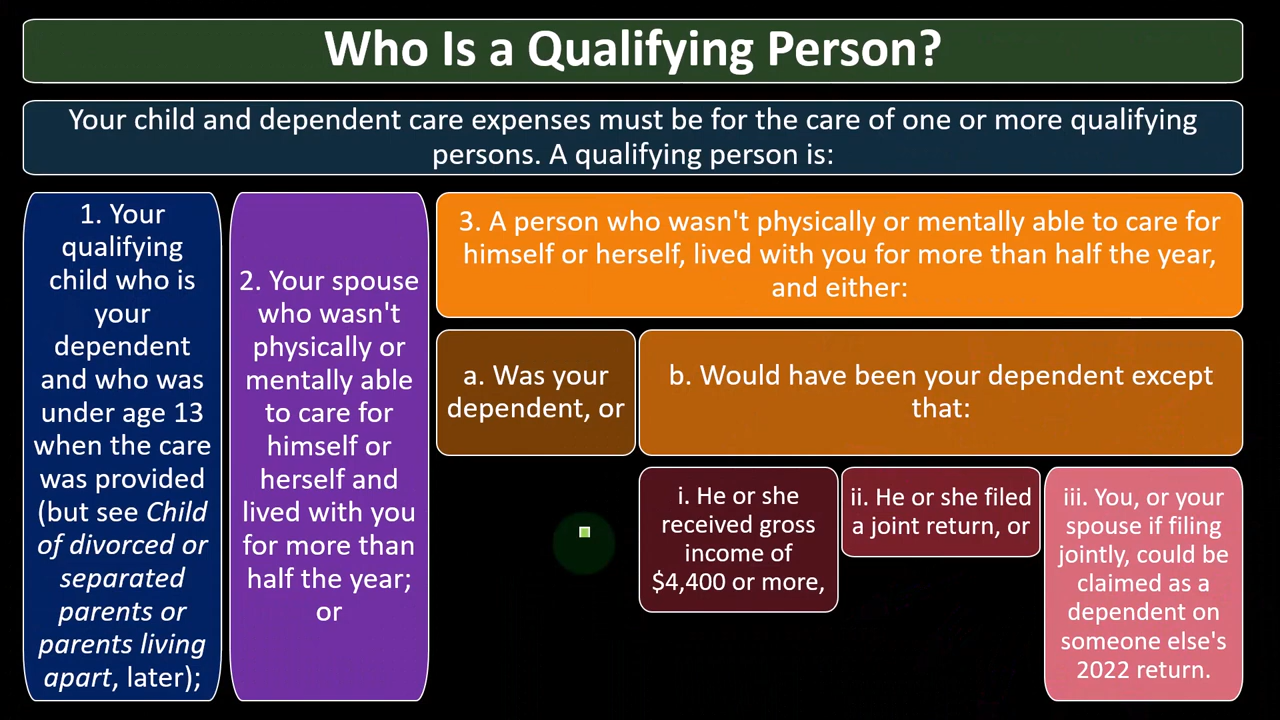 Who Is a Qualifying Person?
Your child and dependent care expenses must be for the care of one or more qualifying
persons. A qualifying person is:
1. Your
qualifying
child who is
your
dependent
and who was
under age 13
when the care
was provided
(but see Child
of divorced or
separated
parents or
parents living
apart, later);
2. Your spouse
who wasn't
physically or
mentally able
to care for
himself or
herself and
lived with you
for more than
half the year;
or
3. A person who wasn't physically or mentally able to care for
himself or herself, lived with you for more than half the year,
and either:
a. Was your
dependent, or
b. Would have been your dependent except
that:
i. He or she
received gross
income of
$4,400 or more,
ii. He or she filed
a joint return, or
iii. You, or your
spouse if filing
jointly, could be
claimed as a
dependent on
someone else's
2022 return.